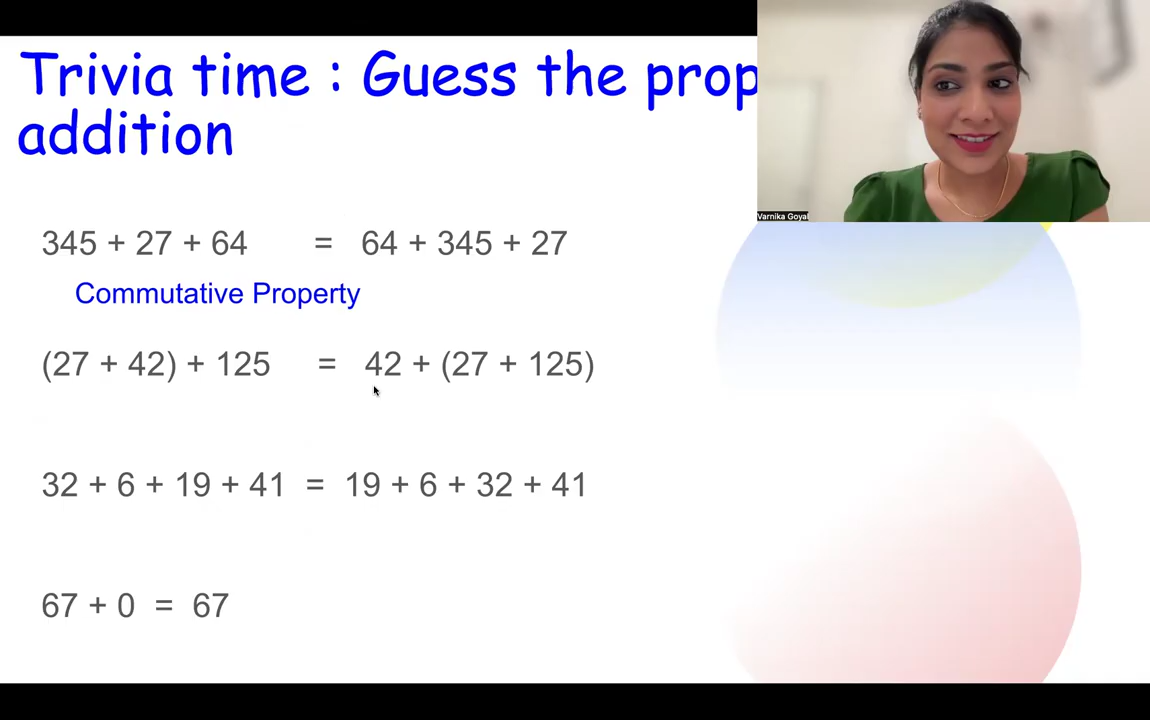 Trivia time : Guess the prop
addition
Varnika Goyal
345 + 27 + 64 = 64 + 345 + 27
Commutative Property
(27 + 42) + 125 = 42 + (27 + 125)
32 + 6 + 19 + 41 = 19 + 6 + 32 + 41
67 + 0 = 67